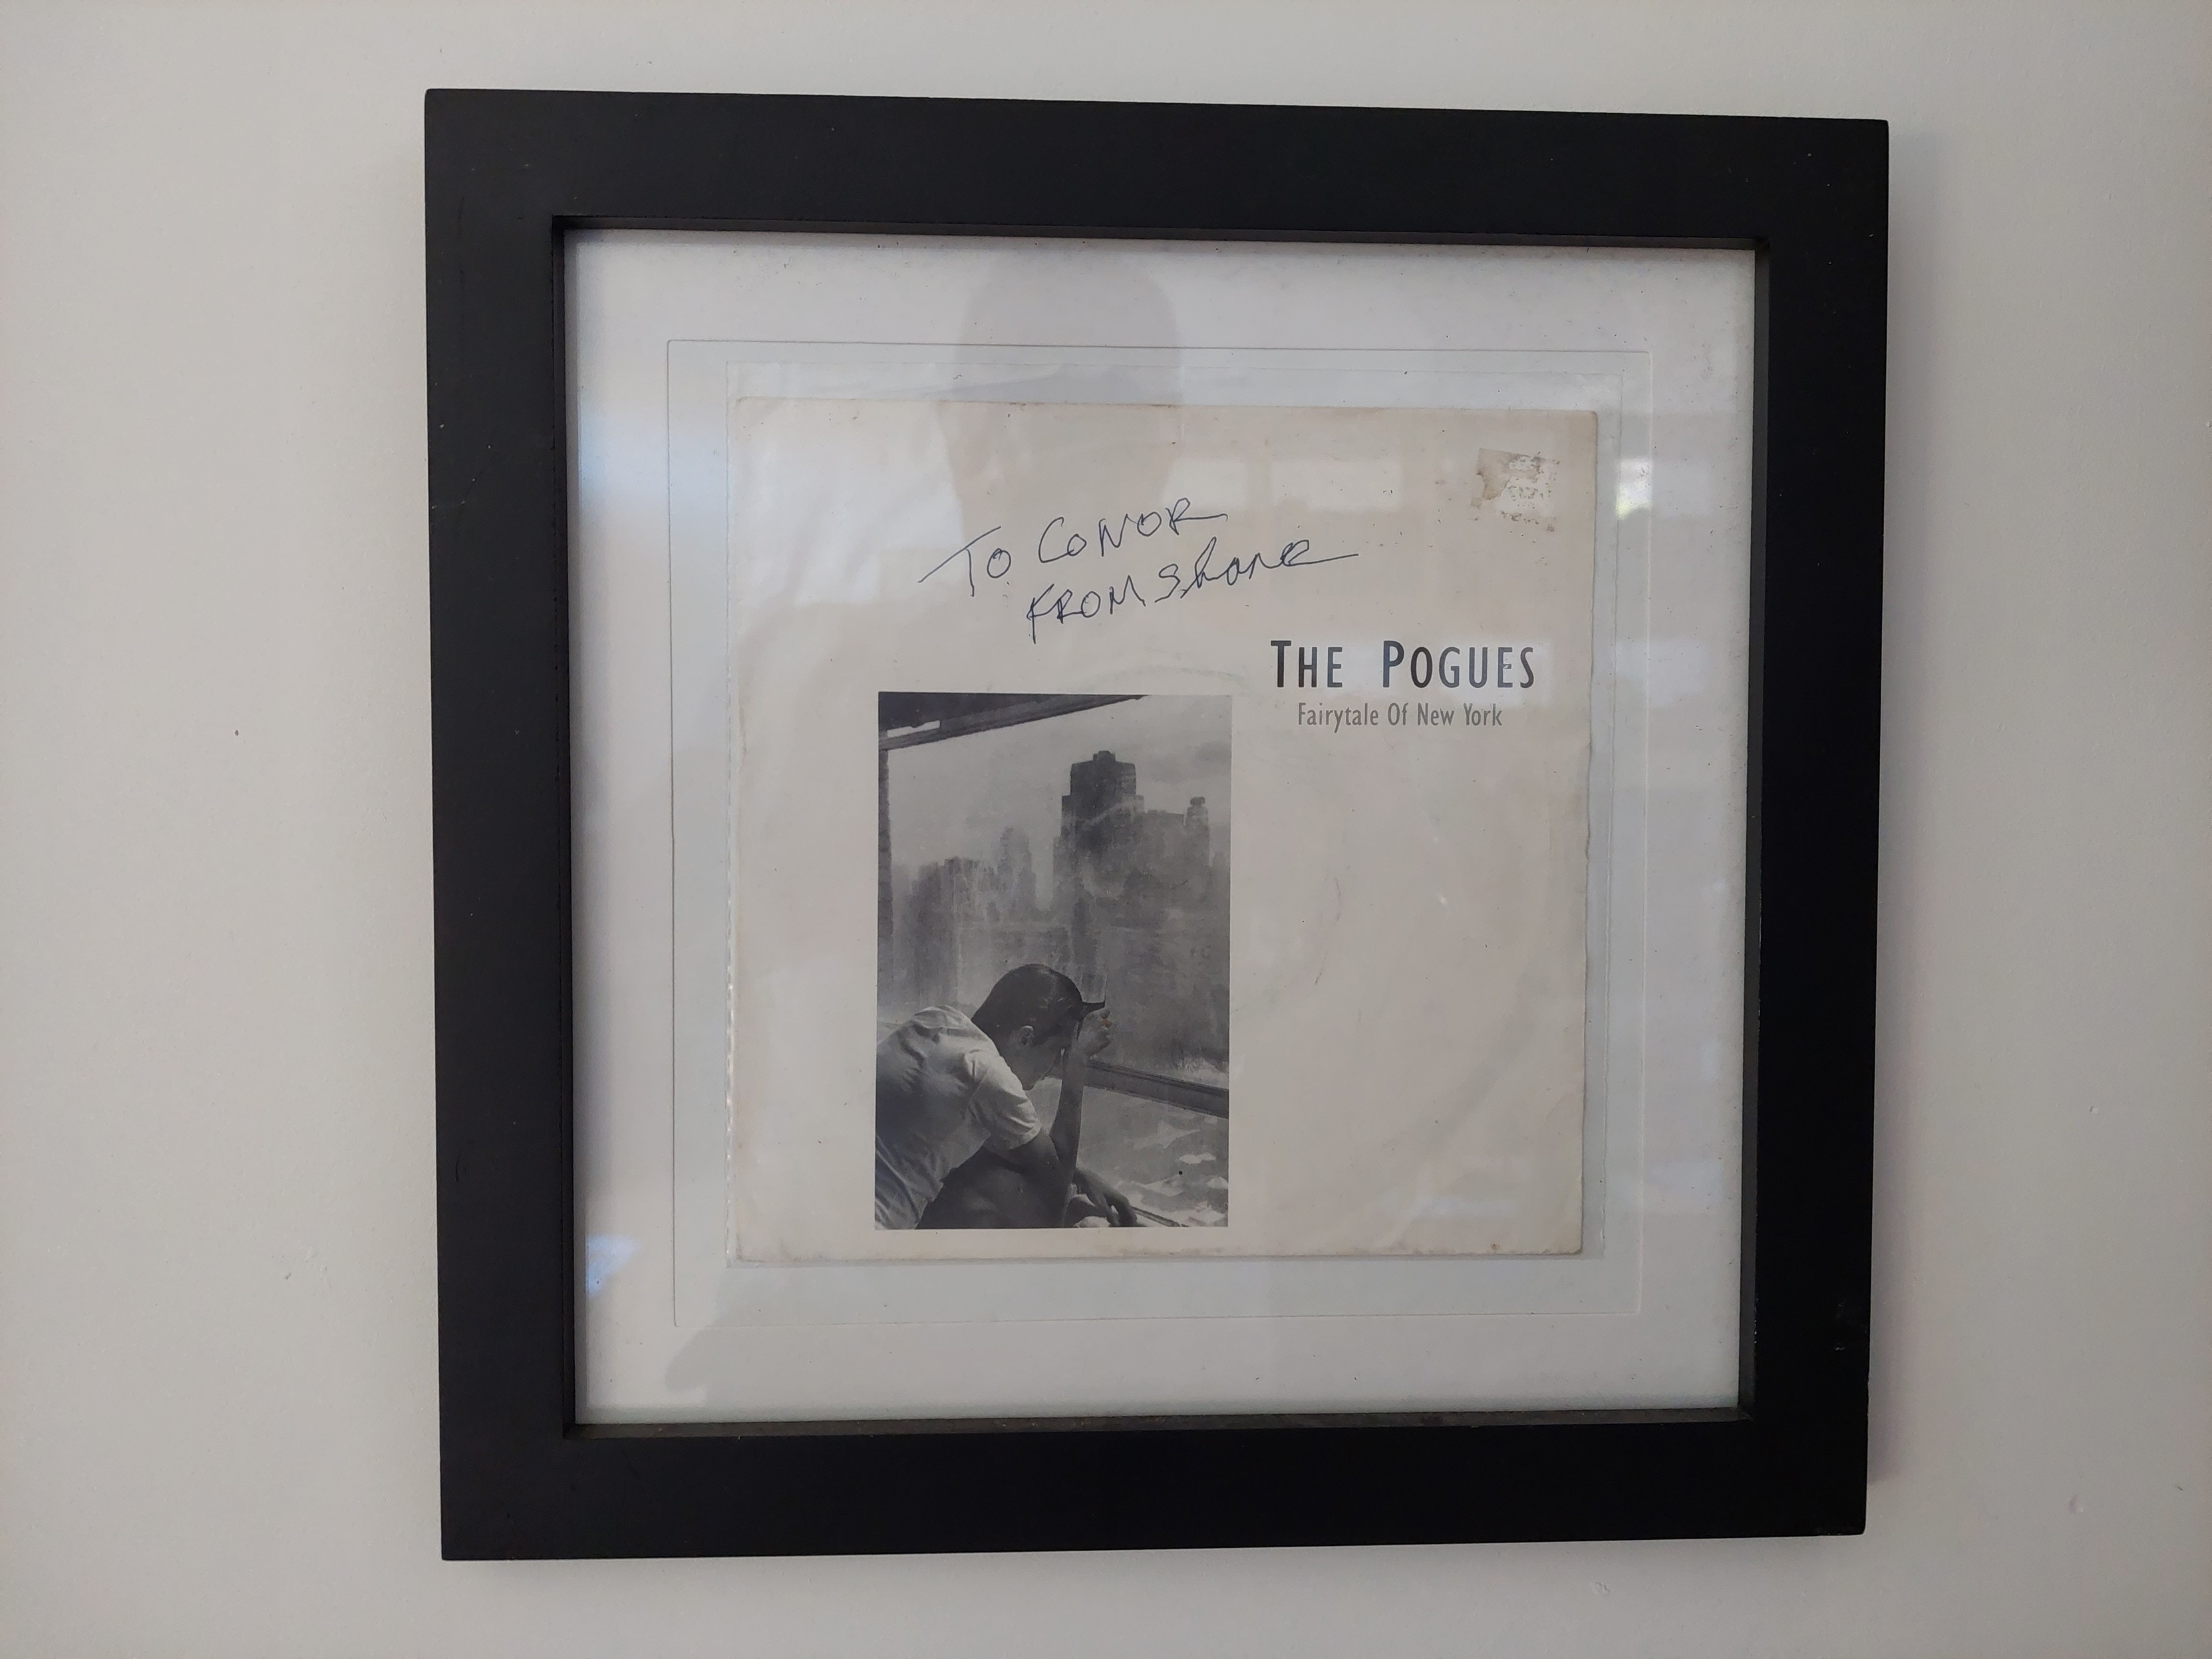 TO CONOR
FROM Shane
THE POGUES
Fairytale Of New York